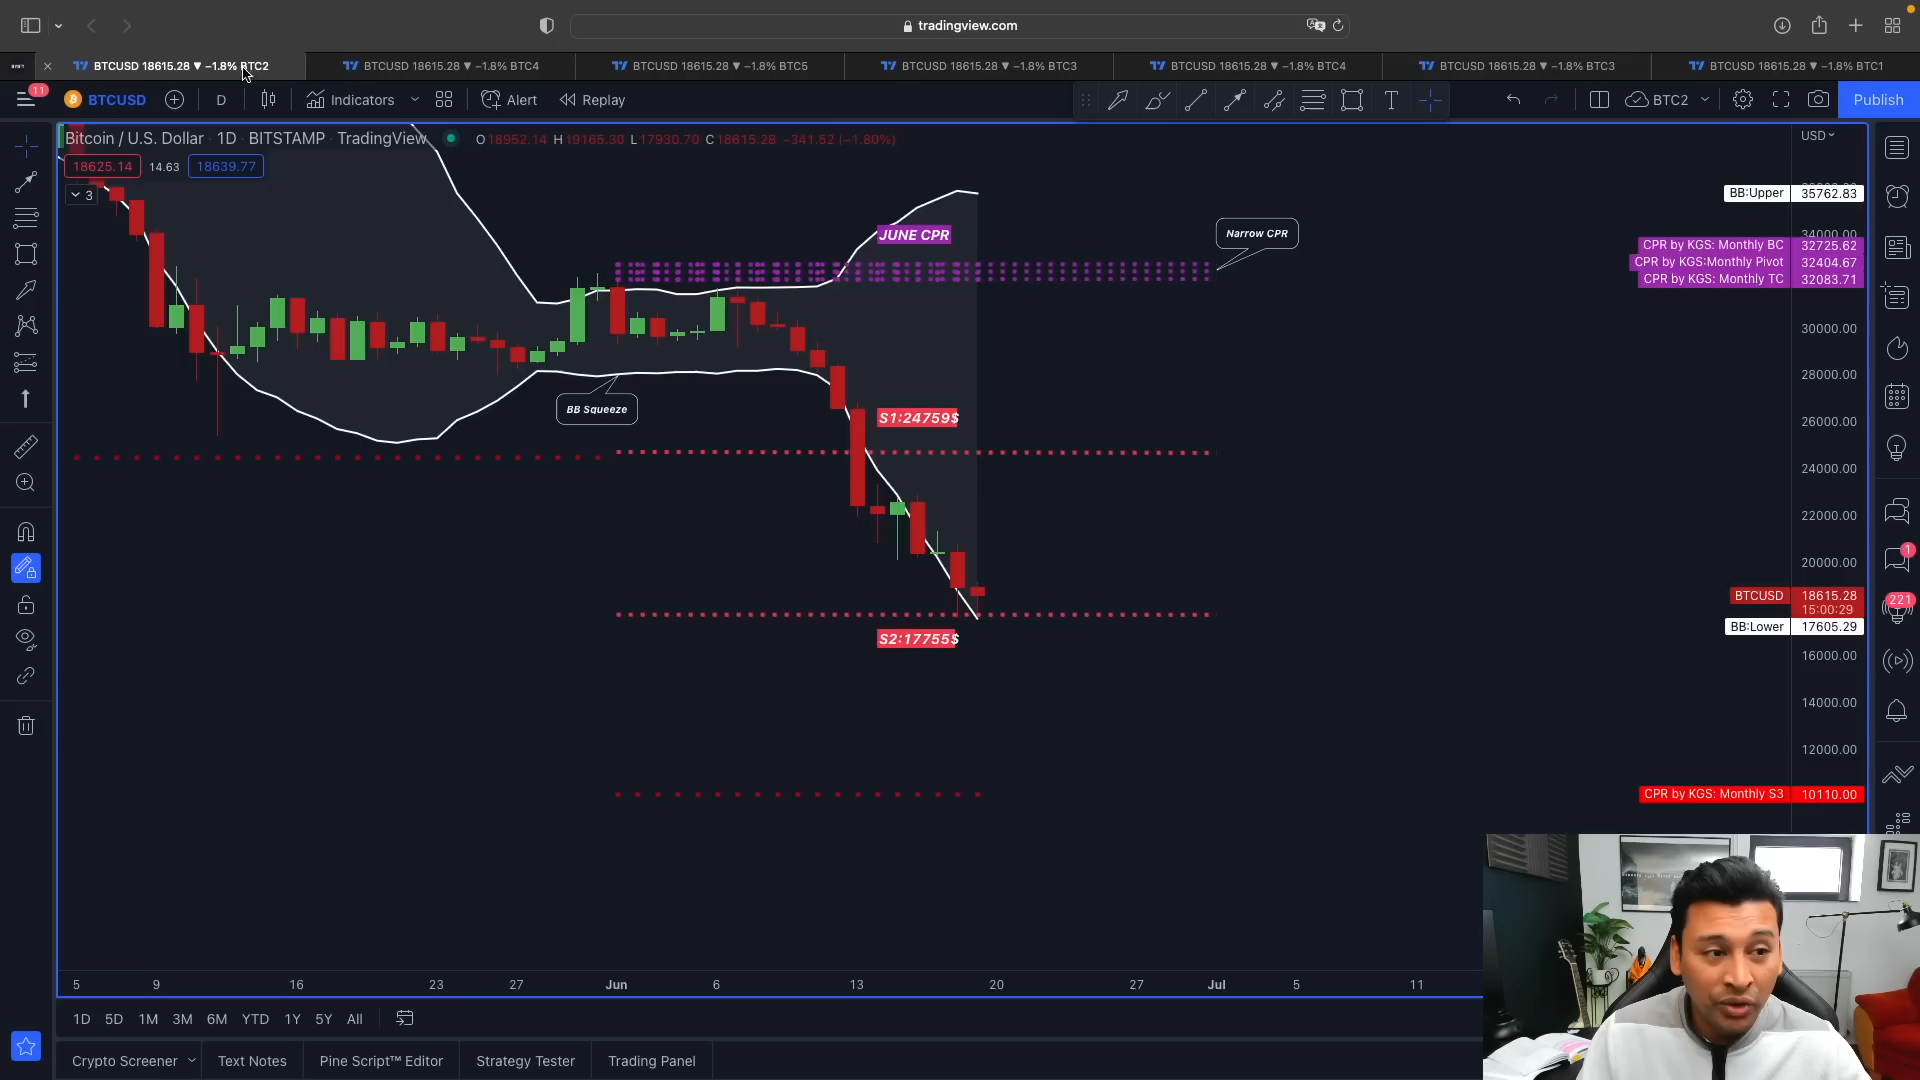 tradingview.com
BTCUSD 18615.28 ▼ −1.8% BTC2
BTCUSD 18615.28 ▼ −1.8% BTC4
BTCUSD 18615.28 ▼ −1.8% BTC5
BTCUSD 18615.28 ▼ −1.8% BTC3
BTCUSD 18615.28 ▼ −1.8% BTC4
BTCUSD 18615.28 ▼ −1.8% BTC3
BTCUSD 18615.28 ▼ −1.8% BTC1
11
BTCUSD
D
Indicators
Alert
Replay
T
BTC2
Publish
Bitcoin / U.S. Dollar · 1D · BITSTAMP · TradingView
O18952.14 H19165.30 L17930.70 C18615.28 −341.52 (−1.80%)
USD
18625.14
14.63
18639.77
3
BB:Upper 35762.83
JUNE CPR
Narrow CPR
34000.00
CPR by KGS: Monthly BC 32725.62
CPR by KGS:Monthly Pivot 32404.67
CPR by KGS: Monthly TC 32083.71
30000.00
28000.00
BB Squeeze
S1:24759$
26000.00
24000.00
22000.00
20000.00
1
BTCUSD 18615.28
15:00:29
221
BB:Lower 17605.29
S2:17755$
16000.00
14000.00
12000.00
CPR by KGS: Monthly S3 10110.00
5
9
16
23
27
Jun
6
13
20
27
Jul
5
11
1D
5D
1M
3M
6M
YTD
1Y
5Y
All
Crypto Screener
Text Notes
Pine Script™ Editor
Strategy Tester
Trading Panel